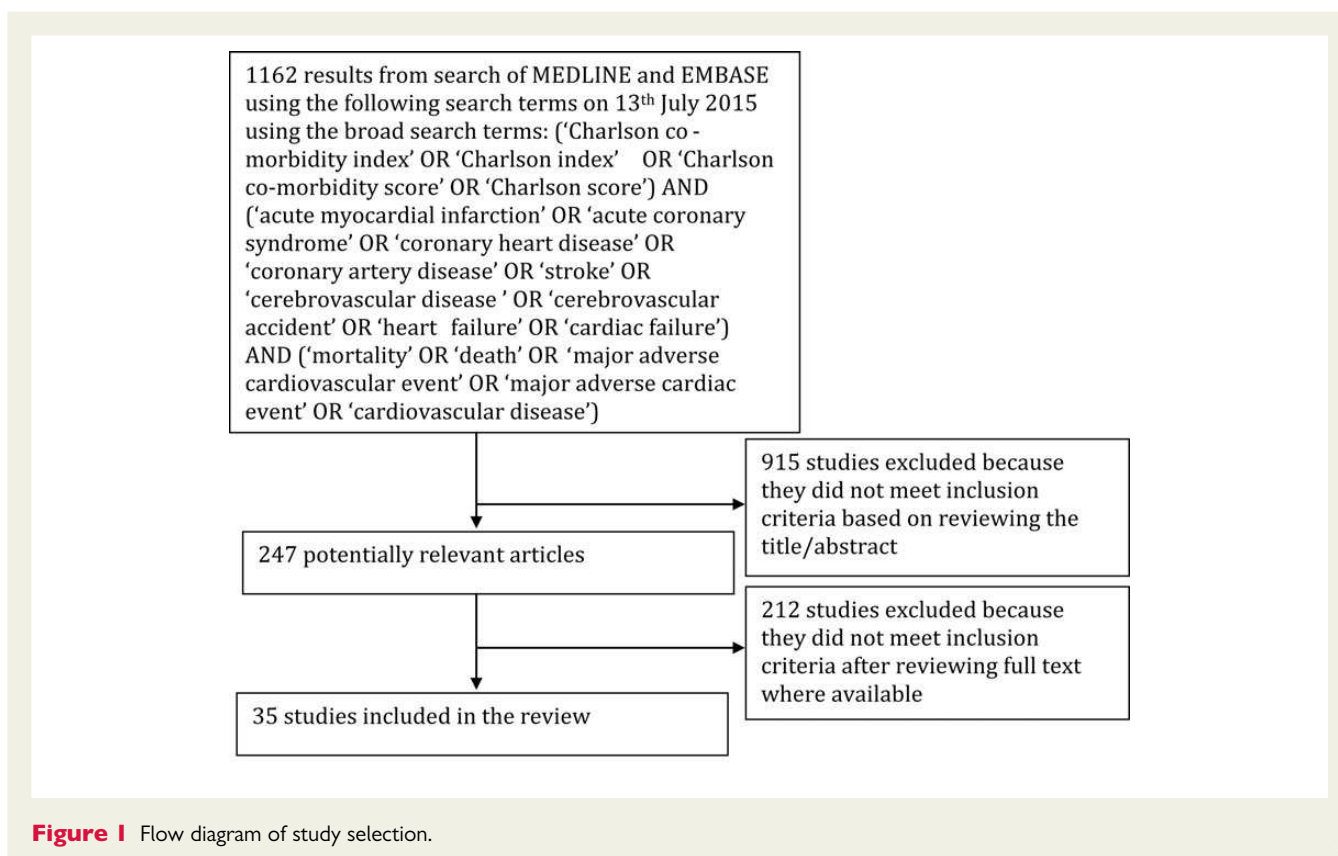 1162 results from search of MEDLINE and EMBASE
using the following search terms on 13th July 2015
using the broad search terms: ('Charlson co-
morbidity index' OR 'Charlson index' OR 'Charlson
co-morbidity score' OR 'Charlson score') AND
('acute myocardial infarction' OR 'acute coronary
syndrome' OR 'coronary heart disease' OR
'coronary artery disease' OR 'stroke' OR
'cerebrovascular disease ' OR 'cerebrovascular
accident' OR 'heart failure' OR 'cardiac failure')
AND ('mortality' OR 'death' OR 'major adverse
cardiovascular event' OR 'major adverse cardiac
event' OR 'cardiovascular disease')
915 studies excluded because
they did not meet inclusion
criteria based on reviewing the
title/abstract
247 potentially relevant articles
212 studies excluded because
they did not meet inclusion
criteria after reviewing full text
where available
35 studies included in the review
Figure 1 Flow diagram of study selection.